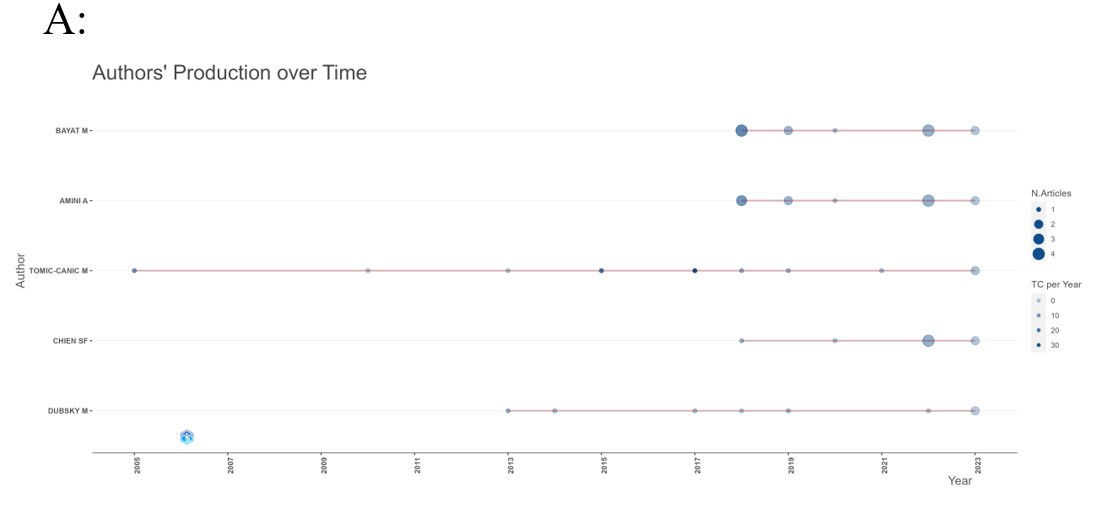 A:
Authors' Production over Time
BAYAT M
AMINI A
TOMIC-CANIC M
CHIEN SF
DUBSKY M
Author
2005
2007
2009
2011
2013
2015
2017
2019
2021
2023
Year
N.Articles
1
2
3
4
TC per Year
0
10
20
30